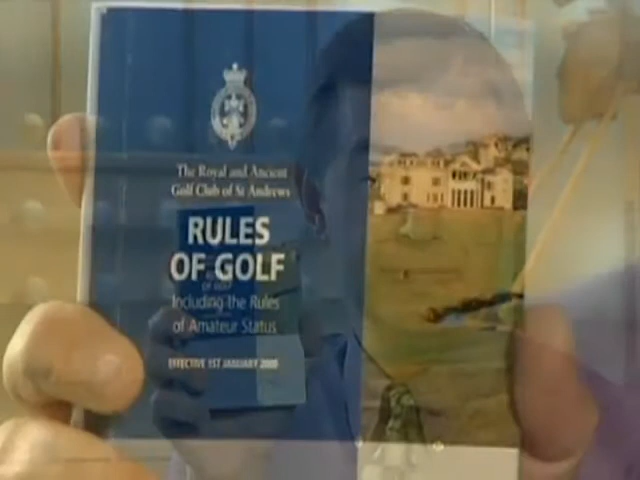 The Royal and Ancient
Golf Club of St Andrews
RULES
OF GOLF
Including the Rules
of Amateur Status
EFFECTIVE 1ST JANUARY